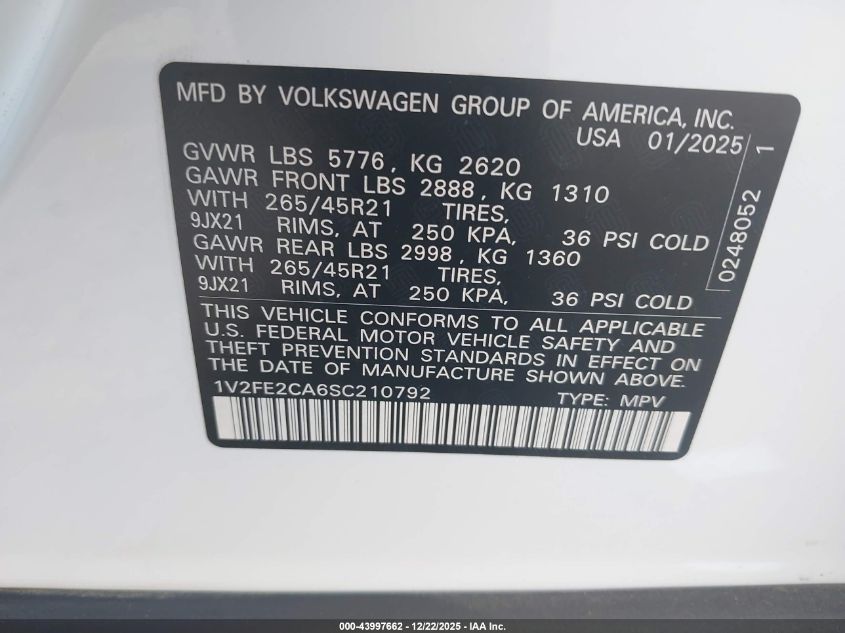 MFD BY VOLKSWAGEN GROUP OF AMERICA, INC.
USA 01/2025
GVWR LBS 5776, KG 2620
GAWR FRONT LBS 2888, KG 1310
WITH 265/45R21 TIRES,
9JX21 RIMS, AT 250 KPA, 36 PSI COLD
GAWR REAR LBS 2998, KG 1360
WITH 265/45R21 TIRES,
9JX21 RIMS, AT 250 KPA, 36 PSI COLD
0248052 1
THIS VEHICLE CONFORMS TO ALL APPLICABLE
U.S. FEDERAL MOTOR VEHICLE SAFETY AND
THEFT PREVENTION STANDARDS IN EFFECT ON
THE DATE OF MANUFACTURE SHOWN ABOVE.
1V2FE2CA6SC210792 TYPE: MPV
000-43997662 - 12/22/2025 - IAA Inc.